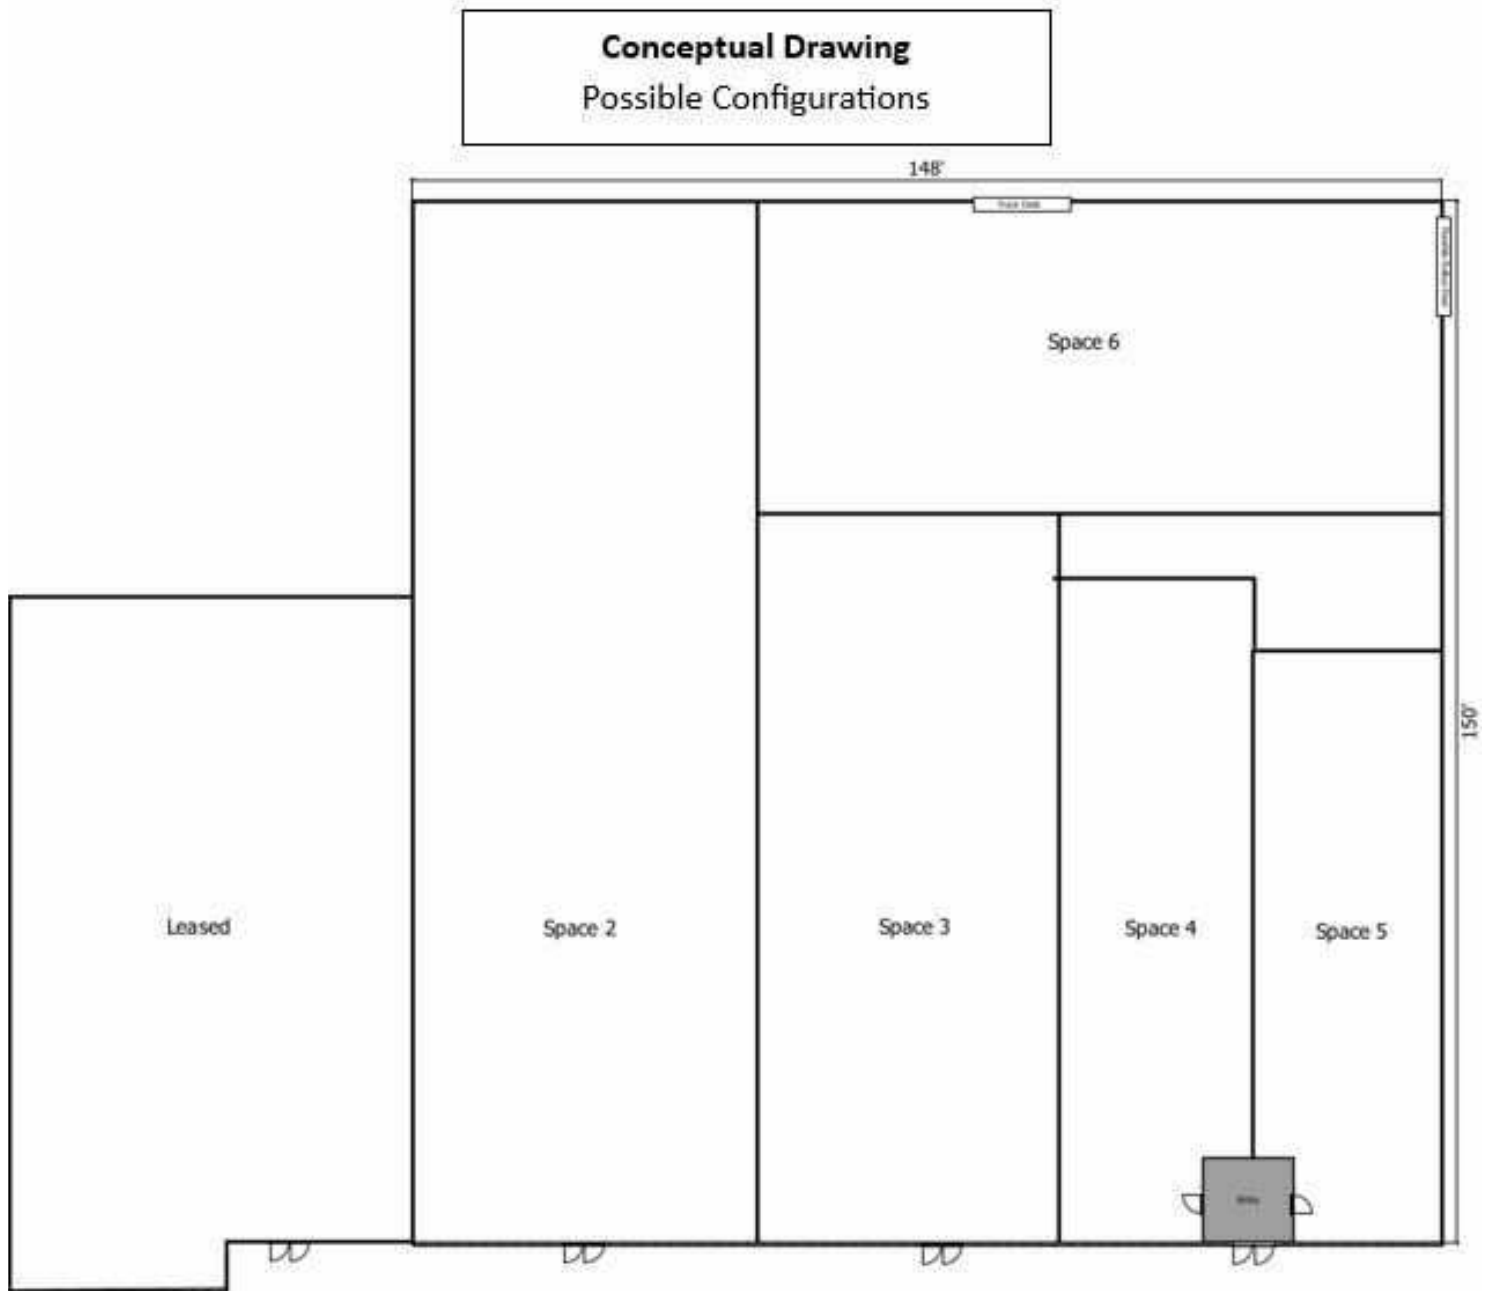 Conceptual Drawing
Possible Configurations
148'
Space 6
150'
Leased
Space 2
Space 3
Space 4
Space 5